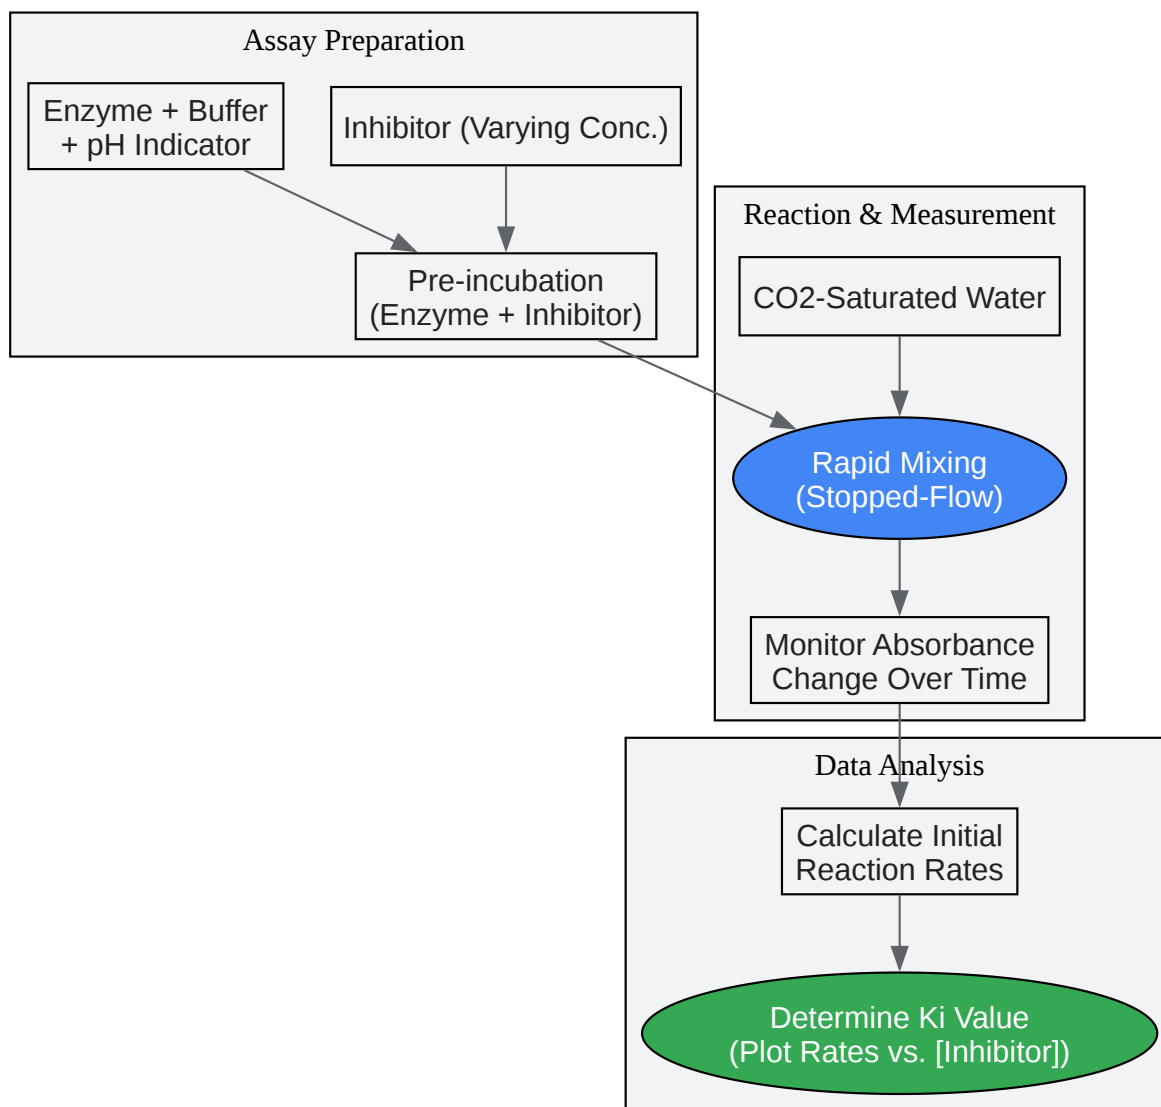 Assay Preparation
Enzyme + Buffer
+ pH Indicator
Inhibitor (Varying Conc.)
Pre-incubation
(Enzyme + Inhibitor)
Reaction & Measurement
CO2-Saturated Water
Rapid Mixing
(Stopped-Flow)
Monitor Absorbance
Change Over Time
Data Analysis
Calculate Initial
Reaction Rates
Determine Ki Value
(Plot Rates vs. [Inhibitor])